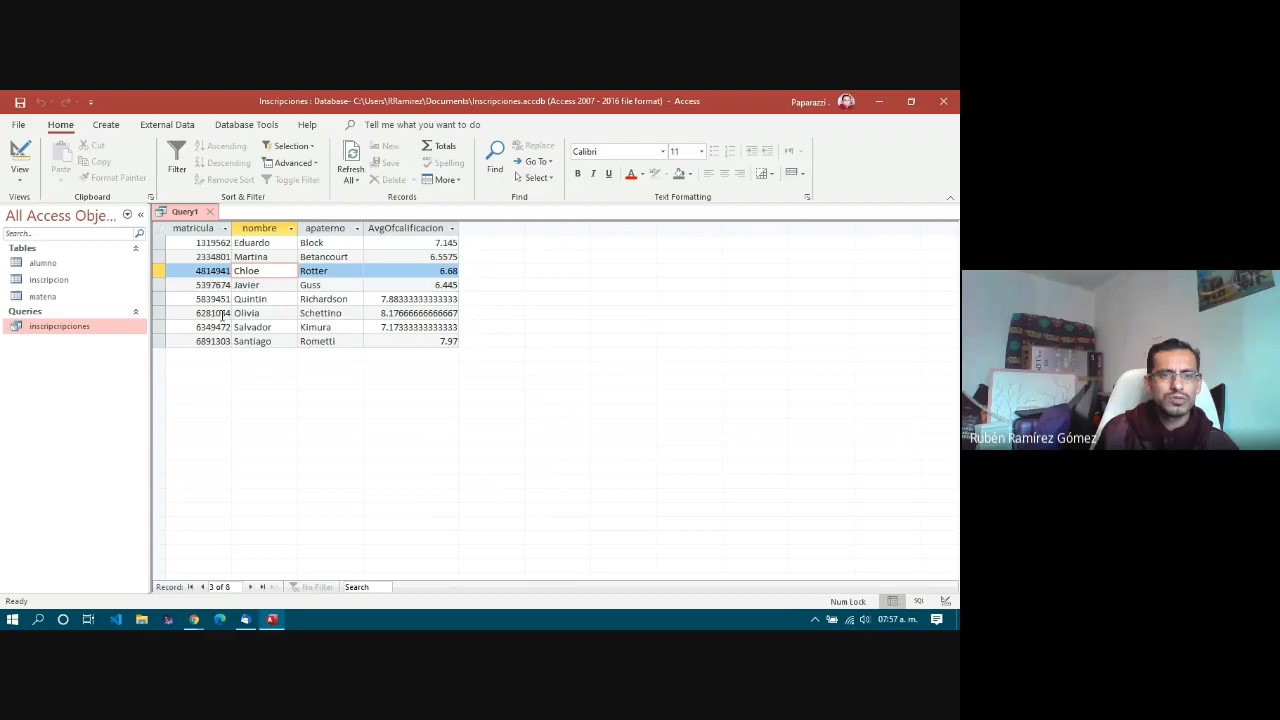 Inscripciones : Database- C:\Users\RRamirez\Documents\Inscripciones.accdb (Access 2007 - 2016 file format) - Access
Paparazzi .
File Home Create External Data Database Tools Help Tell me what you want to do
View
Views
Paste
Cut
Copy
Format Painter
Clipboard
Filter
Ascending
Descending
Remove Sort
Selection
Advanced
Toggle Filter
Sort & Filter
Refresh
All
New
Save
Delete
Totals
Spelling
More
Records
Find
Replace
Go To
Select
Find
Calibri 11
B I U
Text Formatting
All Access Obje...
Search...
Tables
alumno
inscripcion
materia
Queries
inscripcripciones
Query1
matricula nombre apaterno AvgOfcalificacion
1319562 Eduardo Block 7.145
2334801 Martina Betancourt 6.5575
4814941 Chloe Rotter 6.68
5397674 Javier Guss 6.445
5839451 Quintin Richardson 7.88333333333333
Olivia Schettino 8.17666666666667
6349472 Salvador Kimura 7.17333333333333
6891303 Santiago Rometti 7.97
Record: 3 of 8 No Filter Search
Ready
Num Lock
SQL
07:57 a. m.
Rubén Ramírez Gómez